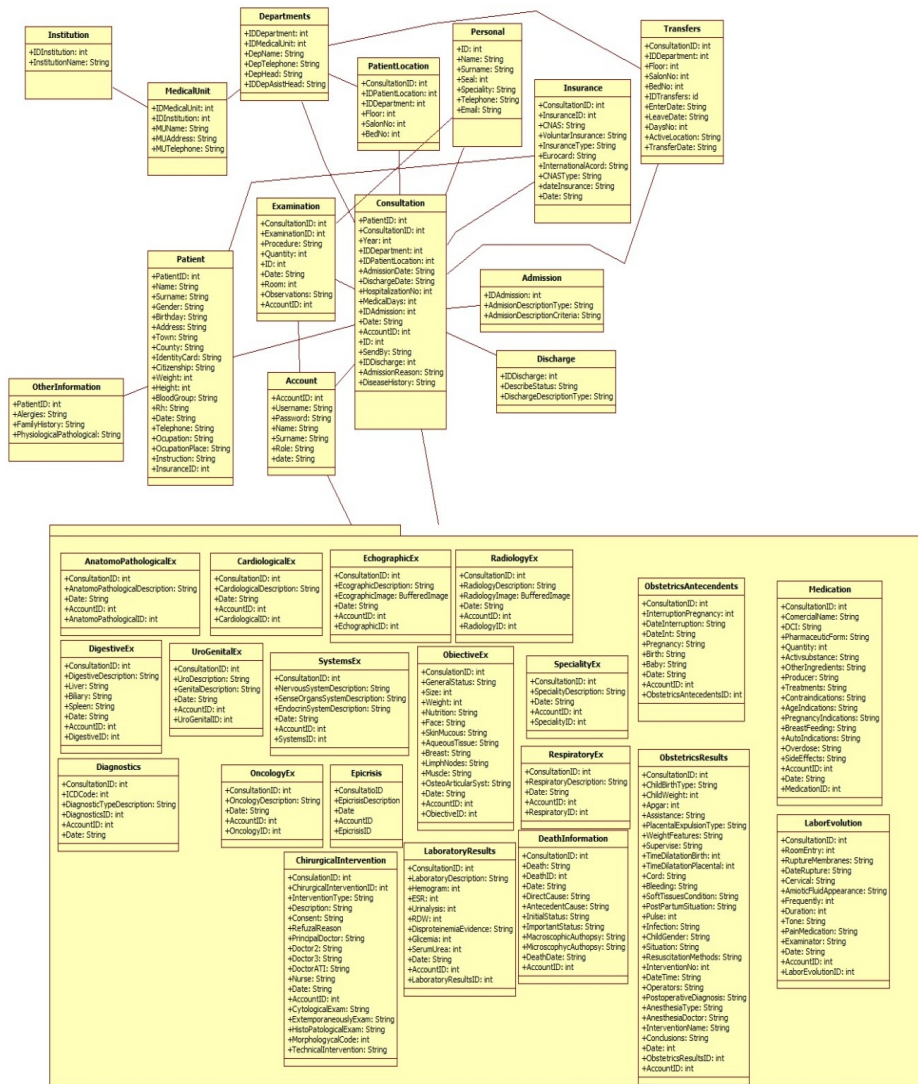 Institution
+IDInstitution: int
+InstitutionName: String
MedicalUnit
+IDMedicalUnit: int
+IDInstitution: int
+MUName: String
+MUAddress: String
+MUTelephone: String
Departments
+IDDepartment: int
+IDMedicalUnit: int
+DepName: String
+DepTelephone: String
+DepHead: String
+IDDepAsistHead: String
PatientLocation
+ConsultationID: int
+IDPatientLocation: int
+IDDepartment: int
+Floor: int
+SalonNo: int
+BedNo: int
Personal
+ID: int
+Name: String
+Surname: String
+Seal: int
+Speciality: String
+Telephone: String
+Email: String
Insurance
+ConsultationID: int
+InsuranceID: int
+CNAS: String
+VoluntarInsurance: String
+InsuranceType: String
+Eurocard: String
+InternationalAcord: String
+CNASType: String
+dateInsurance: String
+Date: String
Transfers
+ConsultationID: int
+IDDepartment: int
+Floor: int
+SalonNo: int
+BedNo: int
+IDTransfers: id
+EnterDate: String
+LeaveDate: String
+DaysNo: int
+ActiveLocation: String
+TransferDate: String
Examination
+ConsultationID: int
+ExaminationID: int
+Procedure: String
+Quantity: int
+ID: int
+Date: String
+Room: int
+Observations: String
+AccountID: int
Consultation
+PatientID: int
+ConsultationID: int
+Year: int
+IDDepartment: int
+IDPatientLocation: int
+AdmissionDate: String
+DischargeDate: String
+HospitalizationNo: int
+MedicalDays: int
+IDAdmission: int
+Date: String
+AccountID: int
+ID: int
+SendBy: String
+IDDischarge: int
+AdmissionReason: String
+DiseaseHistory: String
Patient
+PatientID: int
+Name: String
+Surname: String
+Gender: String
+Birthday: String
+Address: String
+Town: String
+County: String
+IdentityCard: String
+Citizenship: String
+Weight: int
+Height: int
+BloodGroup: String
+Rh: String
+Date: String
+Telephone: String
+Ocupation: String
+OcupationPlace: String
+Instruction: String
+InsuranceID: int
Admission
+IDAdmission: int
+AdmisionDescriptionType: String
+AdmisionDescriptionCriteria: String
Discharge
+IDDischarge: int
+DescribeStatus: String
+DischargeDescriptionType: String
OtherInformation
+PatientID: int
+Alergies: String
+FamilyHistory: String
+PhysiologicalPathological: String
Account
+AccountID: int
+Username: String
+Password: String
+Name: String
+Surname: String
+Role: String
+date: String
AnatomoPathologicalEx
+ConsultationID: int
+AnatomoPathologicalDescription: String
+Date: String
+AccountID: int
+AnatomoPathologicalID: int
CardiologicalEx
+ConsultationID: int
+CardiologicalDescription: String
+Date: String
+AccountID: int
+CardiologicalID: int
EchographicEx
+ConsultationID: int
+EcographicDescription: String
+EcographicImage: BufferedImage
+Date: String
+AccountID: int
+EchographicID: int
RadiologyEx
+Consultation ID: int
+RadiologyDescription: String
+RadiologyImage: BufferedImage
+Date: String
+AccountID: int
+RadiologyID: int
ObstetricsAntecendents
+ConsultationID: int
+InterruptionPregnancy: int
+DateInterruption: String
+DateInt: String
+Pregnancy: String
+Birth: String
+Baby: String
+Date: String
+AccountID: int
+ObstetricsAntecedentsID: int
Medication
+ConsultationID: int
+ComercialName: String
+DCI: String
+PharmaceuticForm: String
+Quantity: int
+Activsubstance: String
+OtherIngredients: String
+Producer: String
+Treatments: String
+Contraindications: String
+AgeIndications: String
+PregnancyIndications: String
+BreastFeeding: String
+AutoIndications: String
+Overdose: String
+SideEffects: String
+AccountID: int
+Date: String
+MedicationID: int
DigestiveEx
+ConsultationID: int
+DigestiveDescription: String
+Liver: String
+Biliary: String
+Spleen: String
+Date: String
+AccountID: int
+DigestiveID: int
UroGenitalEx
+ConsultationID: int
+UroDescription: String
+GenitalDescription: String
+Date: String
+AccountID: int
+UroGenitalID: int
SystemsEx
+ConsultationID: int
+NervousSystemDescription: String
+SenseOrgansSystemDescription: String
+EndocrinSystemDescription: String
+Date: String
+AccountID: int
+SystemsID: int
ObiectiveEx
+ConsulationID: int
+GeneralStatus: String
+Size: int
+Weight: int
+Nutrition: String
+Face: String
+SkinMucous: String
+AqueousTissue: String
+Breast: String
+LimphNodes: String
+Muscle: String
+OsteoArticularSyst: String
+Date: String
+AccountID: int
+ObiectiveID: int
SpecialityEx
+ConsultationID: int
+SpecialityDescription: String
+Date: String
+AccountID: int
+SpecialityID: int
Diagnostics
+ConsultationID: int
+ICDCode: int
+DiagnosticTypeDescription: String
+DiagnosticsID: int
+AccountID: int
+Date: String
OncologyEx
+ConsultationID: int
+OncologyDescription: String
+Date: String
+AccountID: int
+OncologyID: int
Epicrisis
+ConsultatioID
+EpicrisisDescription
+Date
+AccountID
+EpicrisisID
RespiratoryEx
+ConsultationID: int
+RespiratoryDescription: String
+Date: String
+AccountID: int
+RespiratoryID: int
ObstetricsResults
+ConsultationID: int
+ChildBirthType: String
+ChildWeight: int
+Apgar: int
+Assistance: String
+PlacentalExpulsionType: String
+WeightFeatures: String
+Supervise: String
+TimeDilatationBirth: int
+TimeDilatationPlacental: int
+Cord: String
+Bleeding: String
+SoftTissuesCondition: String
+PostPartumSituation: String
+Pulse: int
+Infection: String
+ChildGender: String
+Situation: String
+ResuscitationMethods: String
+InterventionNo: int
+DateTime: String
+Operators: String
+PostoperativeDiagnosis: String
+AnesthesiaType: String
+AnesthesiaDoctor: String
+InterventionName: String
+Conclusions: String
+Date: int
+ObstetricsResultsID: int
+AccountID: int
LaborEvolution
+ConsultationID: int
+RoomEntry: int
+RuptureMembranes: String
+DateRupture: String
+Cervical: String
+AmioticFluidAppearance: String
+Frequently: int
+Duration: int
+Tone: String
+PainMedication: String
+Examinator: String
+Date: String
+AccountID: int
+LaborEvolutionID: int
ChirurgicalIntervention
+ConsulationID: int
+ChirurgicalInterventionID: int
+InterventionType: String
+Description: String
+Consent: String
+RefuzalReason
+PrincipalDoctor: String
+Doctor2: String
+Doctor3: String
+DoctorATI: String
+Nurse: String
+Date: String
+AccountID: int
+CytologicalExam: String
+ExtemporaneouslyExam: String
+HistoPatologicalExam: String
+MorphologycalCode: int
+TechnicalIntervention: String
LaboratoryResults
+ConsultationID: int
+LaboratoryDescription: String
+Hemogram: int
+ESR: int
+Urinalysis: int
+RDW: int
+DisproteinemiaEvidence: String
+Glicemia: int
+SerumUrea: int
+Date: String
+AccountID: int
+LaboratoryResultsID: int
DeathInformation
+ConsultationID: int
+Death: String
+DeathID: int
+Date: String
+DirectCause: String
+AntecedentCause: String
+InitialStatus: String
+ImportantStatus: String
+MacroscophicAuthopsy: String
+MicroscophycAuthopsy: String
+DeathDate: String
+AccountID: int